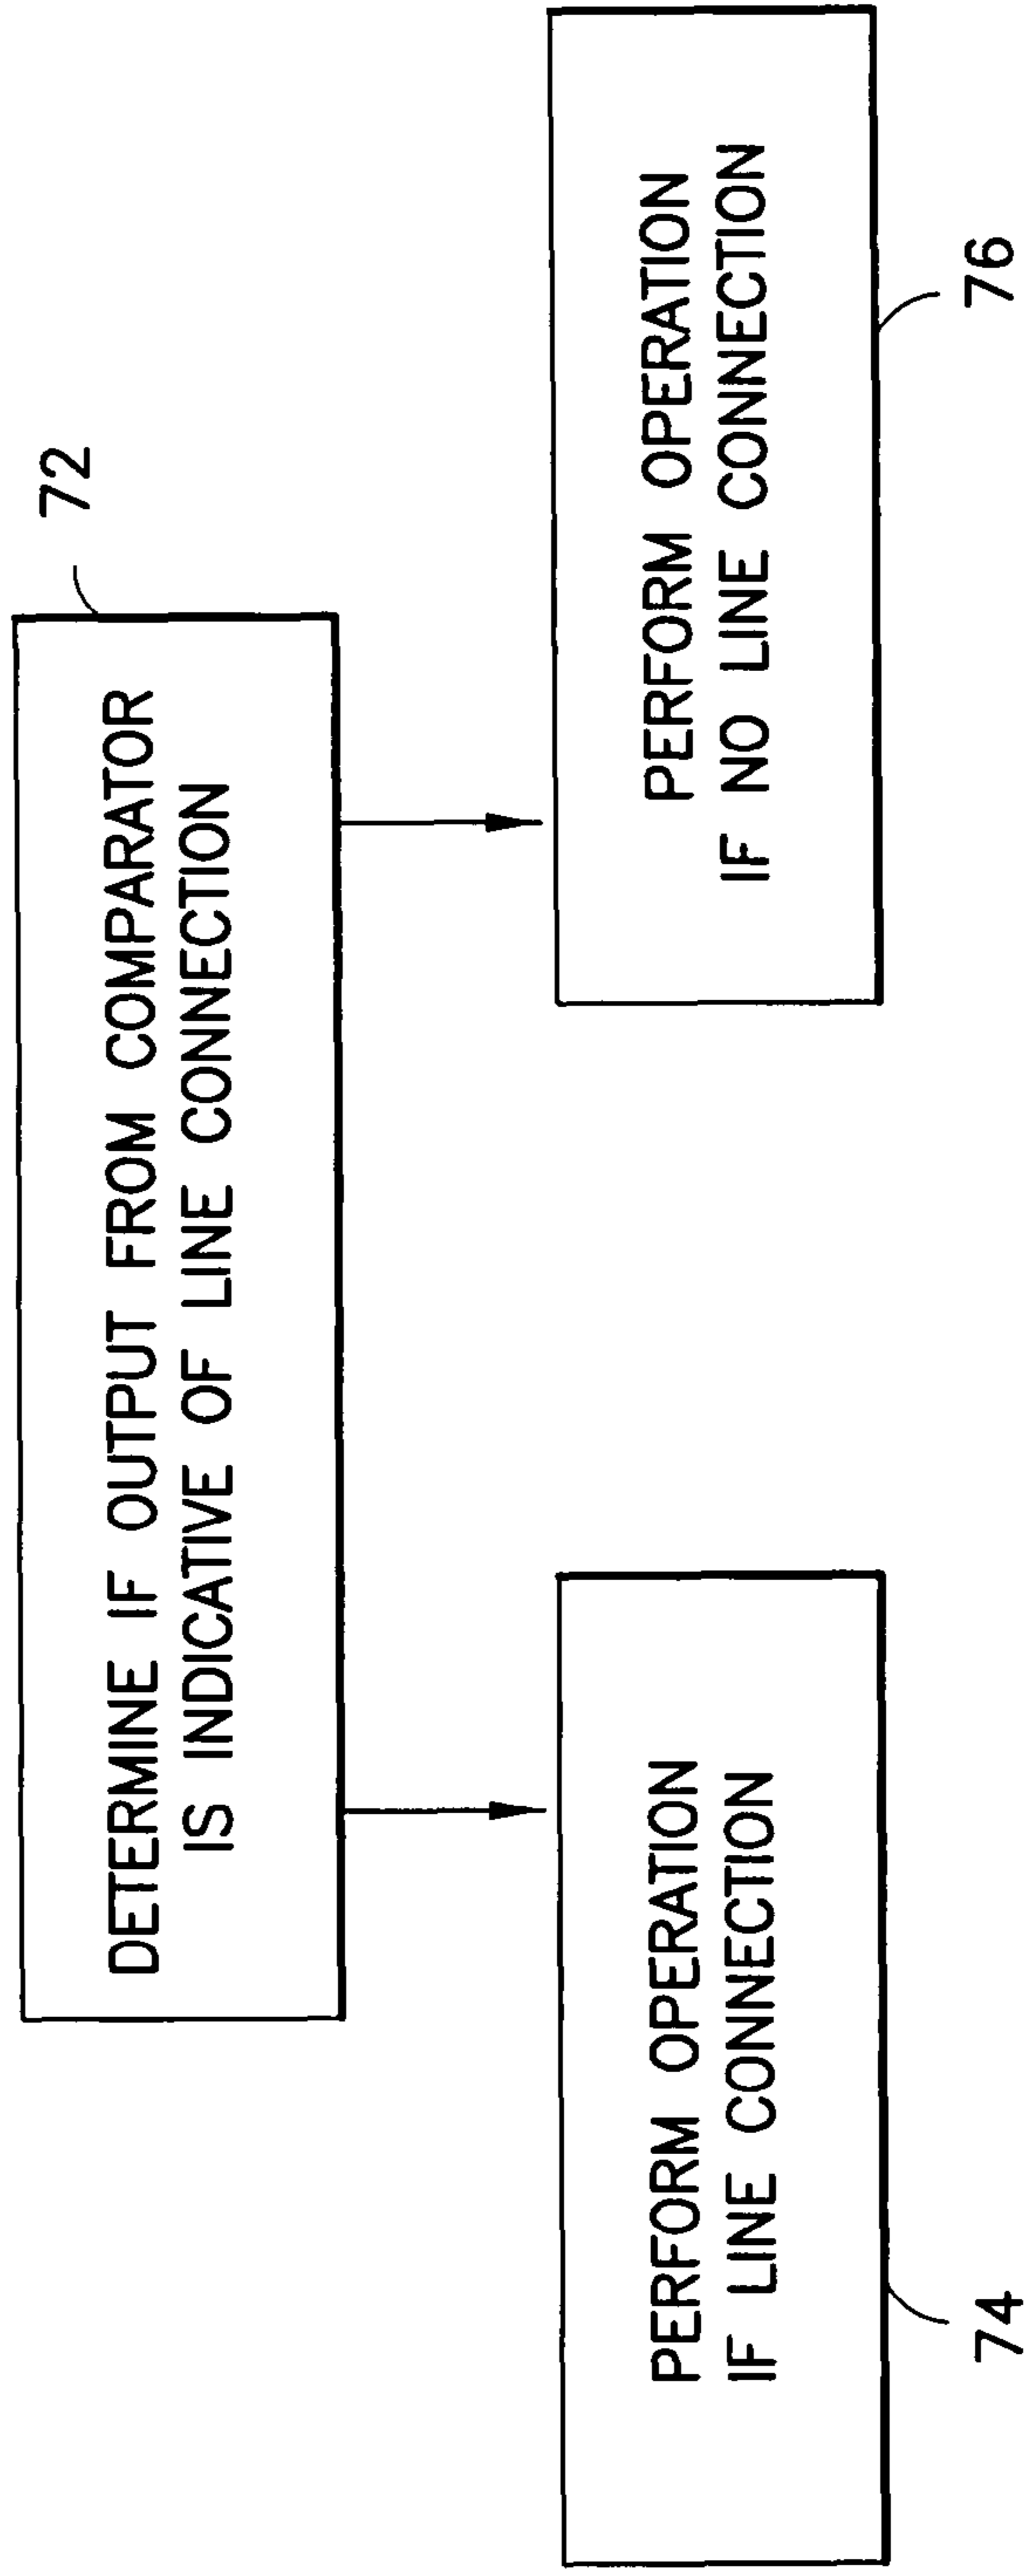 72
DETERMINE IF OUTPUT FROM COMPARATOR
IS INDICATIVE OF LINE CONNECTION
PERFORM OPERATION
IF LINE CONNECTION
74
PERFORM OPERATION
IF NO LINE CONNECTION
76